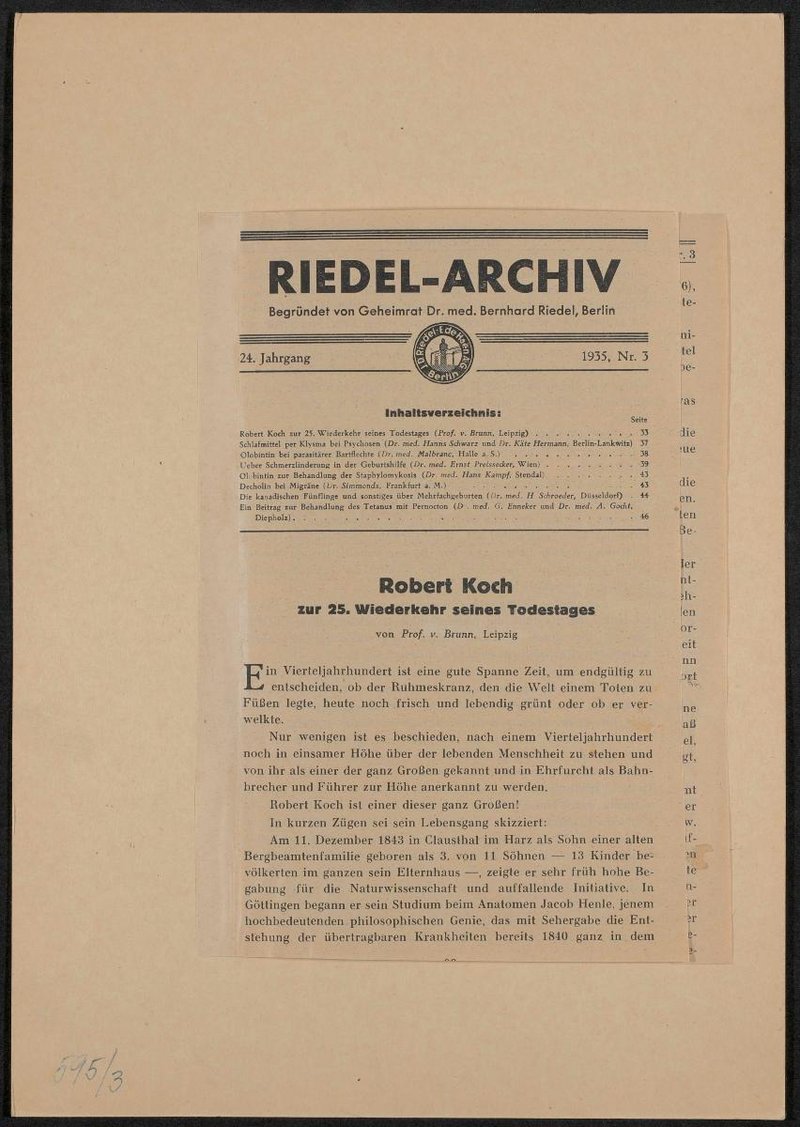 RIEDEL-ARCHIV
Begründet von Geheimrat Dr. med. Bernhard Riedel, Berlin
24. Jahrgang
Berlin
1935, Nr. 3
Inhaltsverzeichnis:
Seite
Robert Koch zur 25. Wiederkehr seines Todestages (Prof. v. Brunn, Leipzig) . . . . . . . . . . 33
Schlafmittel per Klysma bei Psychosen (Dr. med. Hanns Schwarz und Dr. Käte Hermann, Berlin-Lankwitz) 37
Olobintin bei parasitärer Bartflechte (Dr. med. Malbranc, Halle a. S.) . . . . . . . . . . 38
Ueber Schmerzlinderung in der Geburtshilfe (Dr. med. Ernst Preissecker, Wien) . . . . . . . . . 39
Ol bintin zur Behandlung der Staphylomykosis (Dr med. Hans Kampf, Stendal) . . . . . . . . 43
Decholin bei Migräne (Dr. Simmonds, Frankfurt a. M.) . . . . . . . . . . 43
Die kanadischen Fünflinge und sonstiges über Mehrfachgeburten (Dr. med. H Schroeder, Düsseldorf) . 44
Ein Beitrag zur Behandlung des Tetanus mit Pernocton (D . med. G. Enneker und Dr. med. A. Gocht,
Diepholz) . . . . . . . . . . . . 46
Robert Koch
zur 25. Wiederkehr seines Todestages
von Prof. v. Brunn, Leipzig
Ein Vierteljahrhundert ist eine gute Spanne Zeit, um endgültig zu
entscheiden, ob der Ruhmeskranz, den die Welt einem Toten zu
Füßen legte, heute noch frisch und lebendig grünt oder ob er ver-
welkte.
Nur wenigen ist es beschieden, nach einem Vierteljahrhundert
noch in einsamer Höhe über der lebenden Menschheit zu stehen und
von ihr als einer der ganz Großen gekannt und in Ehrfurcht als Bahn-
brecher und Führer zur Höhe anerkannt zu werden.
Robert Koch ist einer dieser ganz Großen!
In kurzen Zügen sei sein Lebensgang skizziert:
Am 11. Dezember 1843 in Clausthal im Harz als Sohn einer alten
Bergbeamtenfamilie geboren als 3. von 11 Söhnen — 13 Kinder be-
völkerten im ganzen sein Elternhaus —, zeigte er sehr früh hohe Be-
gabung für die Naturwissenschaft und auffallende Initiative. In
Göttingen begann er sein Studium beim Anatomen Jacob Henle, jenem
hochbedeutenden philosophischen Genie, das mit Sehergabe die Ent-
stehung der übertragbaren Krankheiten bereits 1840 ganz in dem
595/3